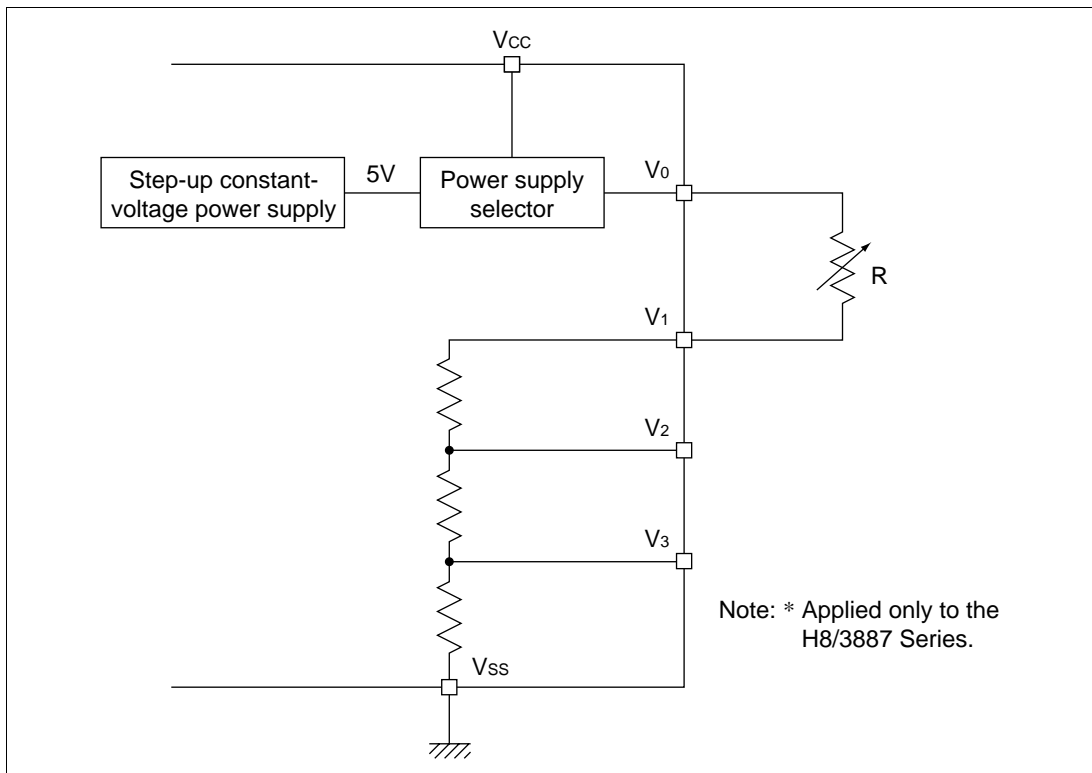 VCC
Step-up constant-
voltage power supply
5V
Power supply
selector
V0
R
V1
V2
V3
Note: * Applied only to the
H8/3887 Series.
VSS